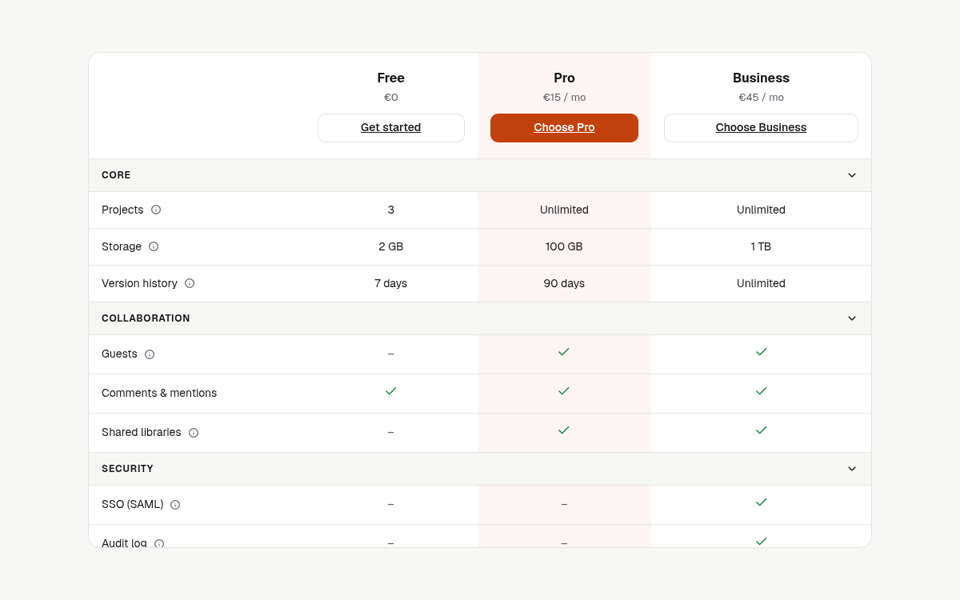 Free Pro Business
€0 €15 / mo €45 / mo
Get started Choose Pro Choose Business
CORE
Projects 3 Unlimited Unlimited
Storage 2 GB 100 GB 1 TB
Version history 7 days 90 days Unlimited
COLLABORATION
Guests –
Comments & mentions
Shared libraries –
SECURITY
SSO (SAML) – –
Audit log – –